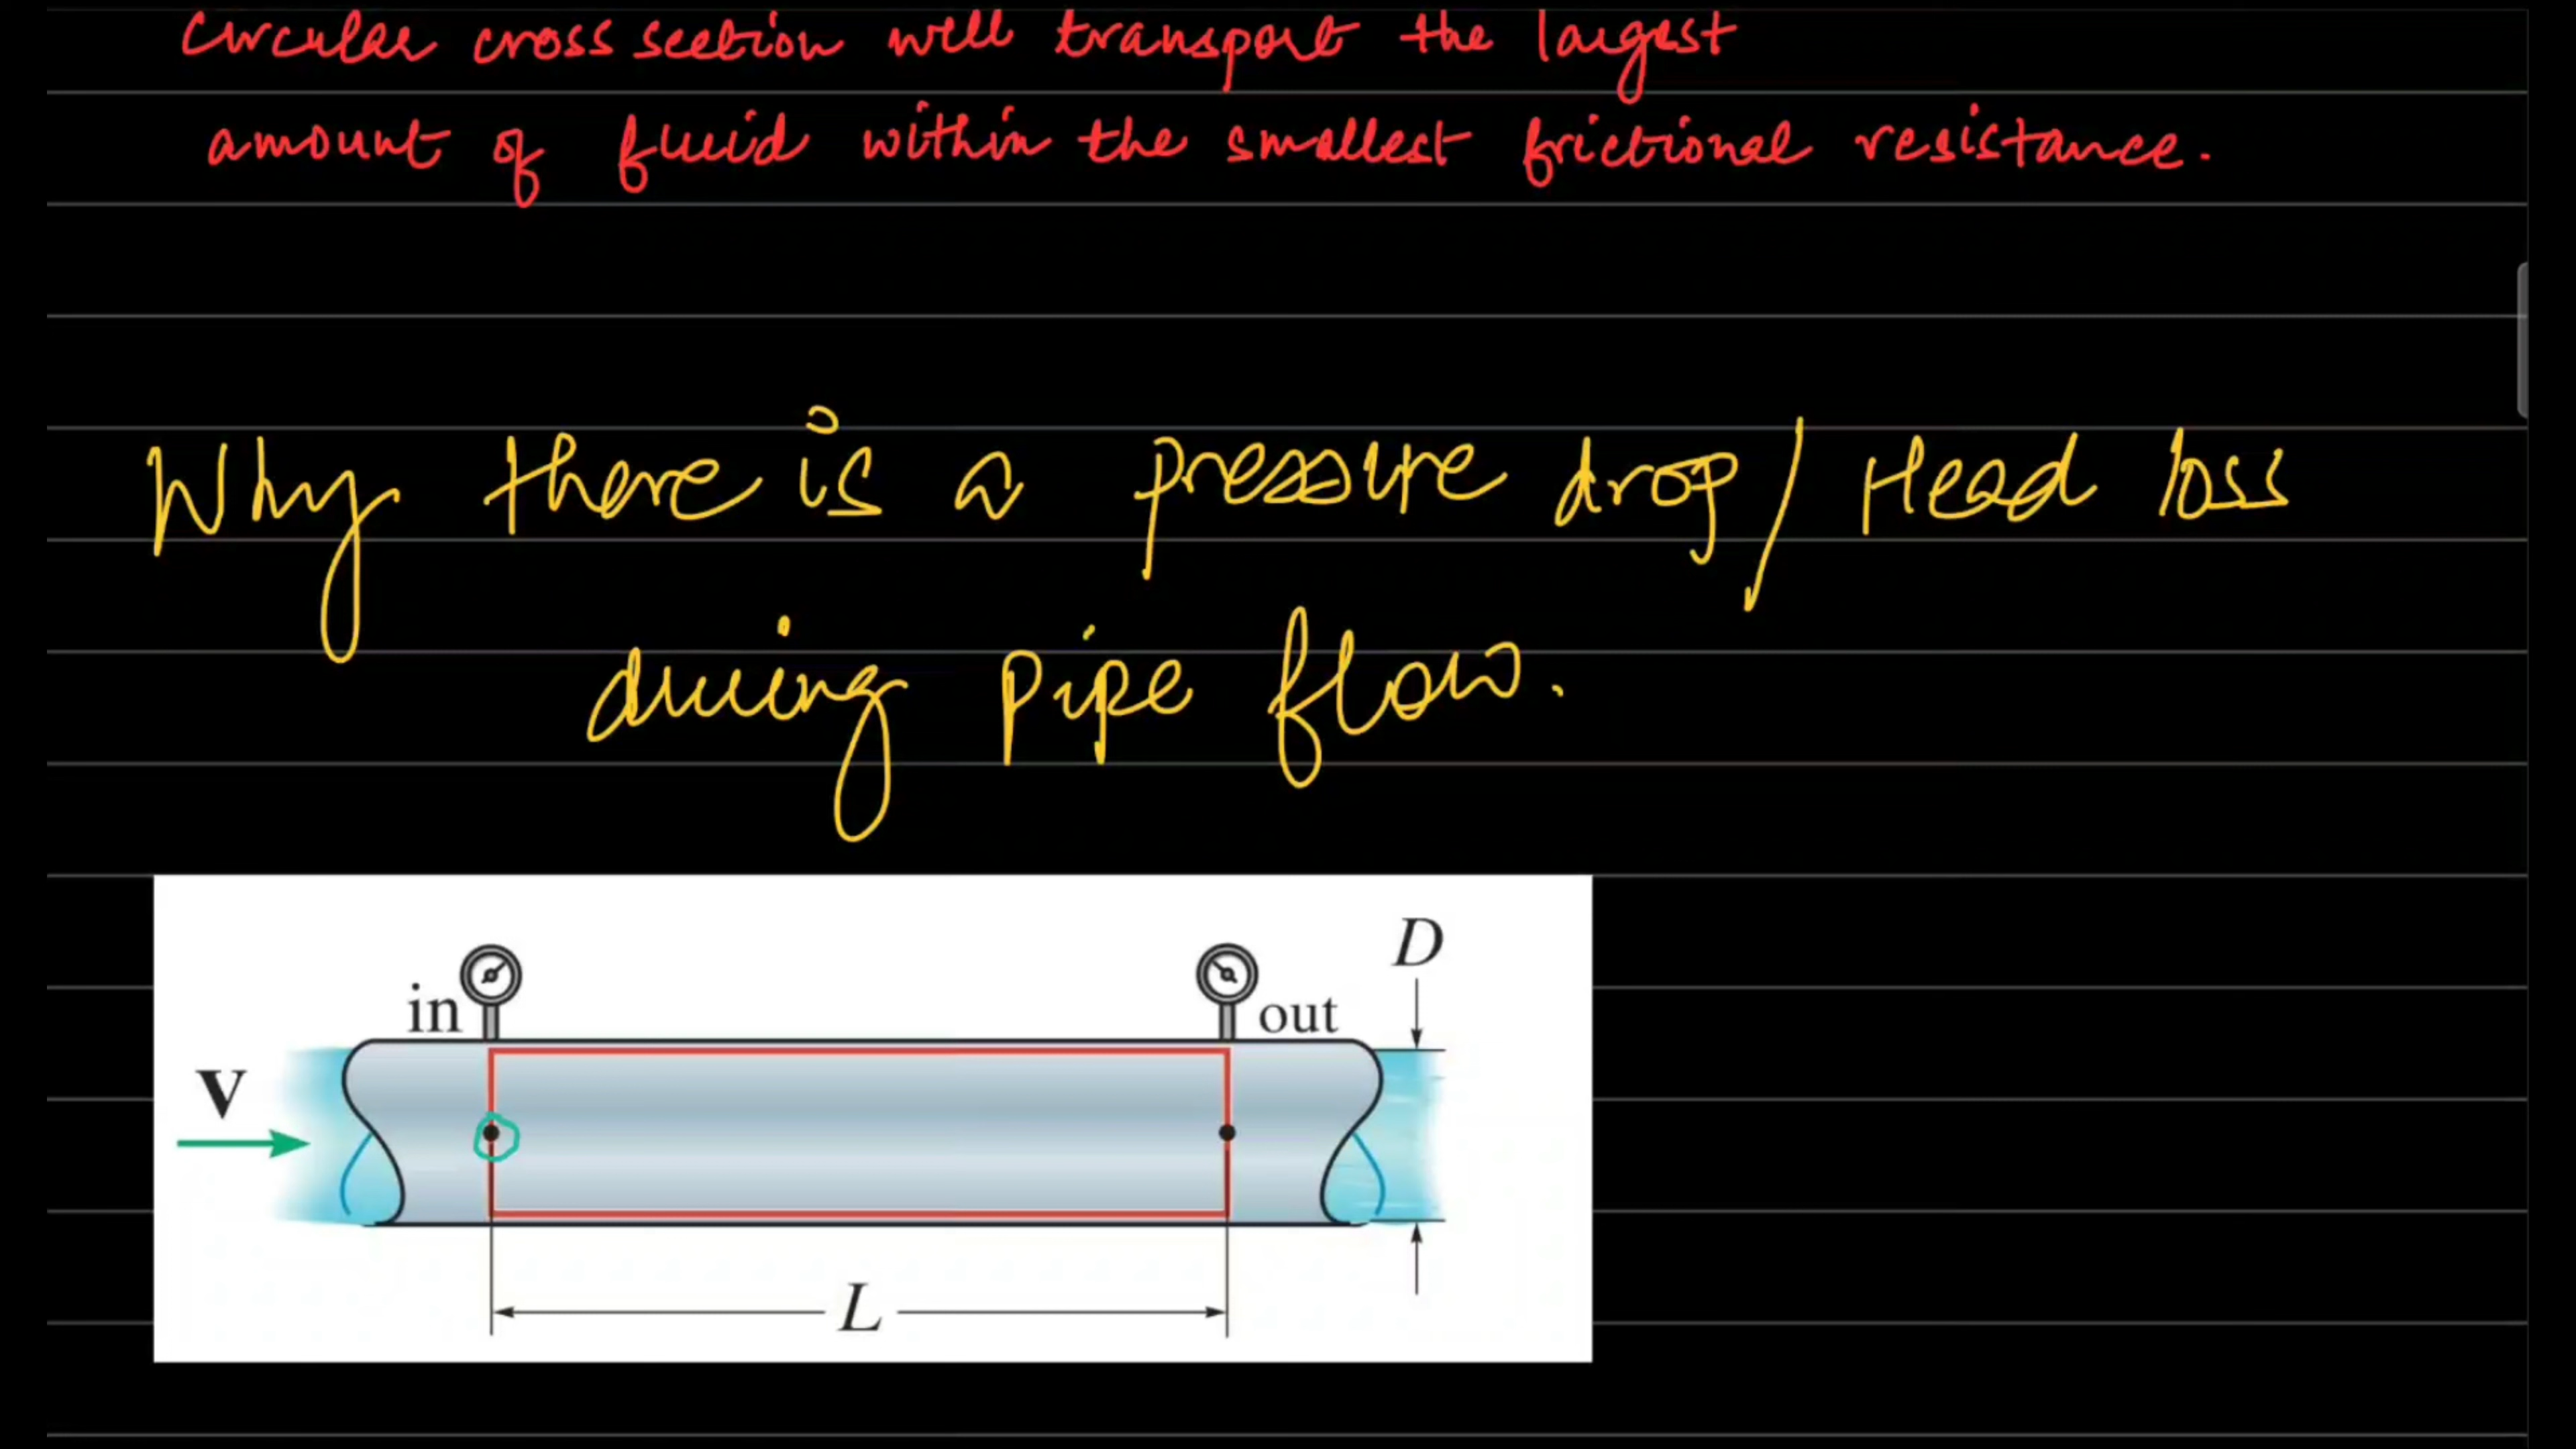 circular cross section will transport the largest
amount of fluid within the smallest frictional resistance.
Why there is a pressure drop/Head loss
during pipe flow.
D
in
out
V
L